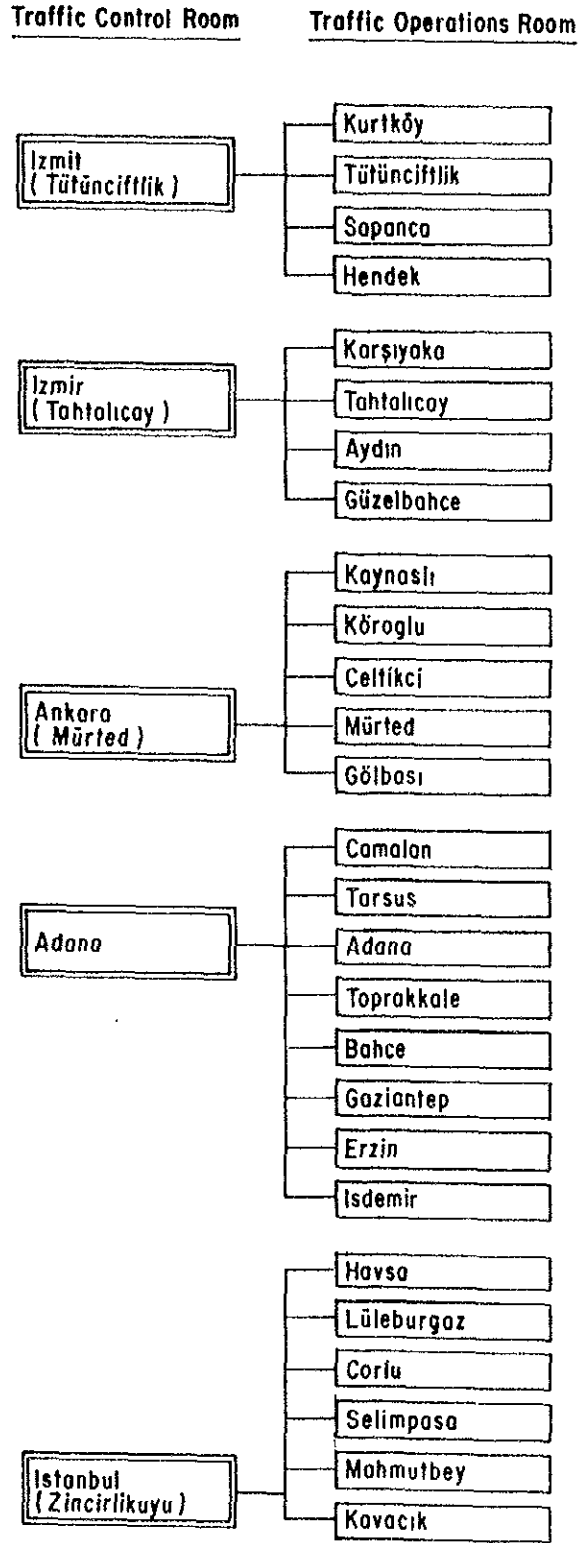 Traffic Control Room
Traffic Operations Room
Izmit
( Tütünciftlik )
Kurtköy
Tütünciftlik
Sapanca
Hendek
Izmir
( Tahtalıcay )
Karşıyaka
Tahtalıcay
Aydın
Güzelbahce
Ankara
( Mürted )
Kaynaslı
Köroglu
Celtikci
Mürted
Gölbası
Adana
Camalan
Tarsus
Adana
Toprakkale
Bahce
Gaziantep
Erzin
Isdemir
Istanbul
( Zincirlikuyu )
Havsa
Lüleburgaz
Corlu
Selimpasa
Mahmutbey
Kavacık